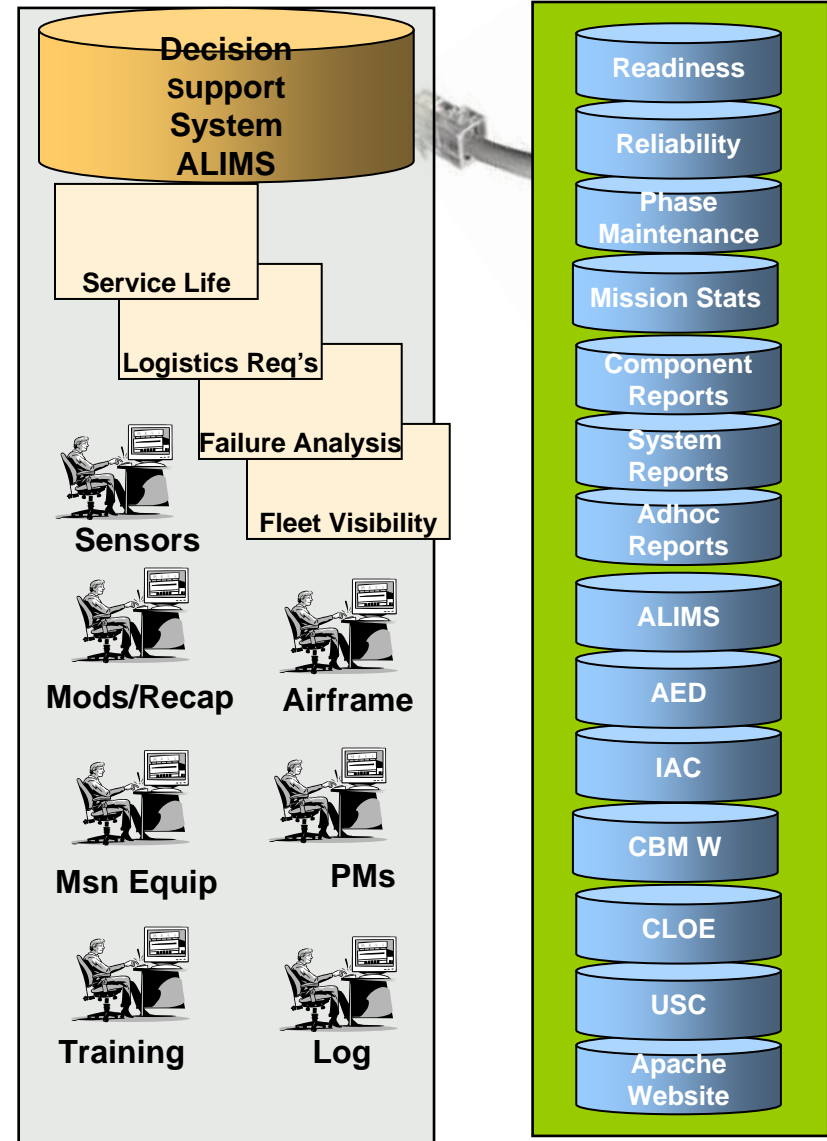 Decision
Support
System
ALIMS
Service Life
Logistics Req's
Failure Analysis
Fleet Visibility
Sensors
Mods/Recap
Airframe
Msn Equip
PMs
Training
Log
Readiness
Reliability
Phase
Maintenance
Mission Stats
Component
Reports
System
Reports
Adhoc
Reports
ALIMS
AED
IAC
CBM W
CLOE
USC
Apache
Website